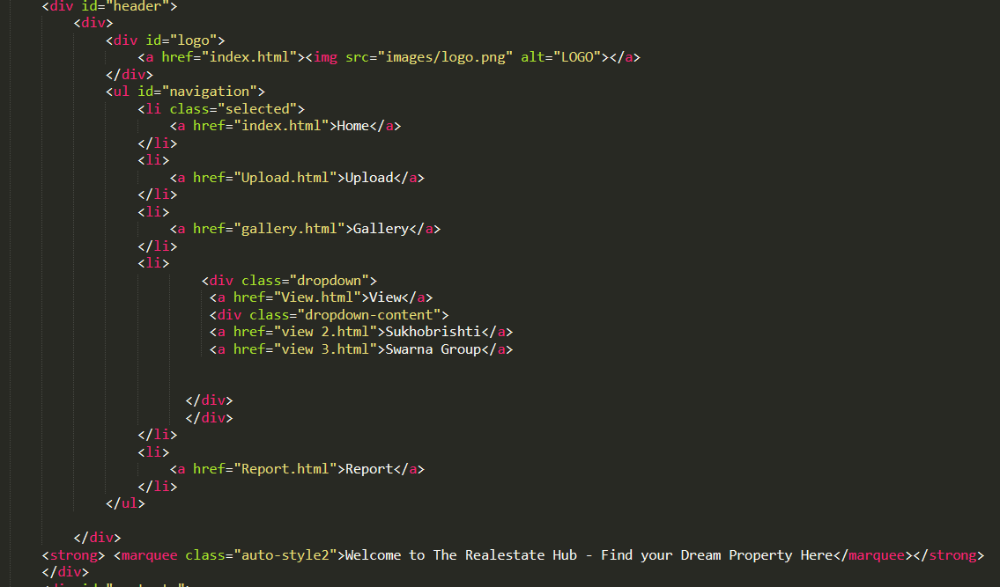 <div id="header">
<div>
<div id="logo">
<a href="index.html"><img src="images/logo.png" alt="LOGO"></a>
</div>
<ul id="navigation">
<li class="selected">
<a href="index.html">Home</a>
</li>
<li>
<a href="Upload.html">Upload</a>
</li>
<li>
<a href="gallery.html">Gallery</a>
</li>
<li>
<div class="dropdown">
<a href="View.html">View</a>
<div class="dropdown-content">
<a href="view 2.html">Sukhobrishti</a>
<a href="view 3.html">Swarna Group</a>
</div>
</div>
</li>
<li>
<a href="Report.html">Report</a>
</li>
</ul>
</div>
<strong> <marquee class="auto-style2">Welcome to The Realestate Hub - Find your Dream Property Here</marquee></strong>
</div>